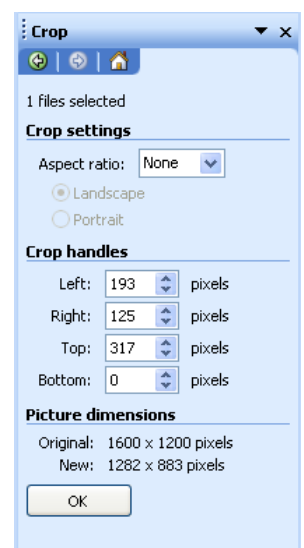 Crop
1 files selected
Crop settings
Aspect ratio: None
Landscape
Portrait
Crop handles
Left: 193 pixels
Right: 125 pixels
Top: 317 pixels
Bottom: 0 pixels
Picture dimensions
Original: 1600 x 1200 pixels
New: 1282 x 883 pixels
OK